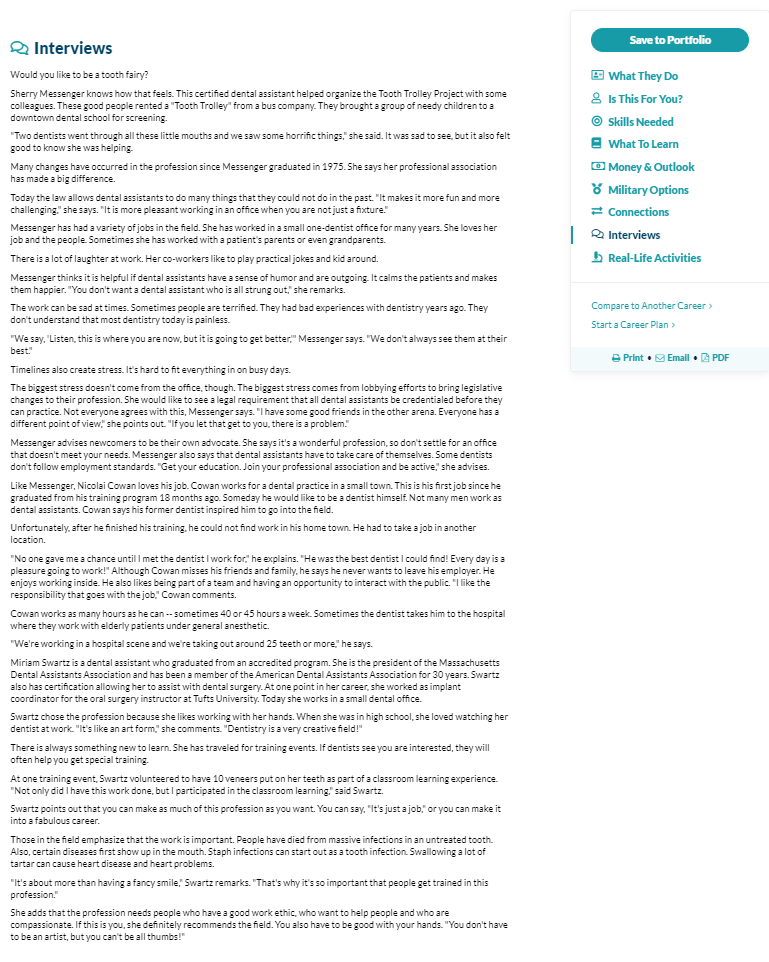 Interviews
Would you like to be a tooth fairy?
Sherry Messenger knows how that feels. This certified dental assistant helped organize the Tooth Trolley Project with some
colleagues. These good people rented a "Tooth Trolley" from a bus company. They brought a group of needy children to a
downtown dental school for screening.
"Two dentists went through all these little mouths and we saw some horrific things," she said. It was sad to see, but it also felt
good to know she was helping.
Many changes have occurred in the profession since Messenger graduated in 1975. She says her professional association
has made a big difference.
Today the law allows dental assistants to do many things that they could not do in the past. "It makes it more fun and more
challenging," she says. "It is more pleasant working in an office when you are not just a fixture."
Messenger has had a variety of jobs in the field. She has worked in a small one-dentist office for many years. She loves her
job and the people. Sometimes she has worked with a patient's parents or even grandparents.
There is a lot of laughter at work. Her co-workers like to play practical jokes and kid around.
Messenger thinks it is helpful if dental assistants have a sense of humor and are outgoing. It calms the patients and makes
them happier. "You don't want a dental assistant who is all strung out," she remarks.
The work can be sad at times. Sometimes people are terrified. They had bad experiences with dentistry years ago. They
don't understand that most dentistry today is painless.
"We say, 'Listen, this is where you are now, but it is going to get better,'" Messenger says. "We don't always see them at their
best."
Timelines also create stress. It's hard to fit everything in on busy days.
The biggest stress doesn't come from the office, though. The biggest stress comes from lobbying efforts to bring legislative
changes to their profession. She would like to see a legal requirement that all dental assistants be credentialed before they
can practice. Not everyone agrees with this, Messenger says. "I have some good friends in the other arena. Everyone has a
different point of view," she points out. "If you let that get to you, there is a problem."
Messenger advises newcomers to be their own advocate. She says it's a wonderful profession, so don't settle for an office
that doesn't meet your needs. Messenger also says that dental assistants have to take care of themselves. Some dentists
don't follow employment standards. "Get your education. Join your professional association and be active," she advises.
Like Messenger, Nicolai Cowan loves his job. Cowan works for a dental practice in a small town. This is his first job since he
graduated from his training program 18 months ago. Someday he would like to be a dentist himself. Not many men work as
dental assistants. Cowan says his former dentist inspired him to go into the field.
Unfortunately, after he finished his training, he could not find work in his home town. He had to take a job in another
location.
"No one gave me a chance until I met the dentist I work for," he explains. "He was the best dentist I could find! Every day is a
pleasure going to work!" Although Cowan misses his friends and family, he says he never wants to leave his employer. He
enjoys working inside. He also likes being part of a team and having an opportunity to interact with the public. "I like the
responsibility that goes with the job," Cowan comments.
Cowan works as many hours as he can -- sometimes 40 or 45 hours a week. Sometimes the dentist takes him to the hospital
where they work with elderly patients under general anesthetic.
"We're working in a hospital scene and we're taking out around 25 teeth or more," he says.
Miriam Swartz is a dental assistant who graduated from an accredited program. She is the president of the Massachusetts
Dental Assistants Association and has been a member of the American Dental Assistants Association for 30 years. Swartz
also has certification allowing her to assist with dental surgery. At one point in her career, she worked as implant
coordinator for the oral surgery instructor at Tufts University. Today she works in a small dental office.
Swartz chose the profession because she likes working with her hands. When she was in high school, she loved watching her
dentist at work. "It's like an art form," she comments. "Dentistry is a very creative field!"
There is always something new to learn. She has traveled for training events. If dentists see you are interested, they will
often help you get special training.
At one training event, Swartz volunteered to have 10 veneers put on her teeth as part of a classroom learning experience.
"Not only did I have this work done, but I participated in the classroom learning," said Swartz.
Swartz points out that you can make as much of this profession as you want. You can say, "It's just a job," or you can make it
into a fabulous career.
Those in the field emphasize that the work is important. People have died from massive infections in an untreated tooth.
Also, certain diseases first show up in the mouth. Staph infections can start out as a tooth infection. Swallowing a lot of
tartar can cause heart disease and heart problems.
"It's about more than having a fancy smile," Swartz remarks. "That's why it's so important that people get trained in this
profession."
She adds that the profession needs people who have a good work ethic, who want to help people and who are
compassionate. If this is you, she definitely recommends the field. You also have to be good with your hands. "You don't have
to be an artist, but you can't be all thumbs!"
Save to Portfolio
What They Do
Is This For You?
Skills Needed
What To Learn
Money & Outlook
Military Options
Connections
Interviews
Real-Life Activities
Compare to Another Career >
Start a Career Plan >
Print • Email • PDF